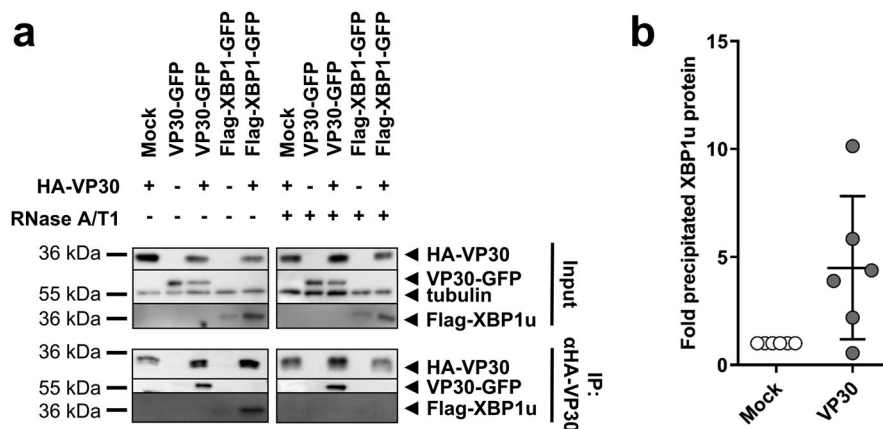 a
Mock
VP30-GFP
VP30-GFP
Flag-XBP1-GFP
Flag-XBP1-GFP
Mock
VP30-GFP
VP30-GFP
Flag-XBP1-GFP
Flag-XBP1-GFP
HA-VP30 + - + - + + - + - +
RNase A/T1 - - - - - + + + + +
36 kDa HA-VP30
VP30-GFP
55 kDa tubulin
36 kDa Flag-XBP1u
Input
36 kDa HA-VP30
55 kDa VP30-GFP
36 kDa Flag-XBP1u
IP:
αHA-VP30
b
Fold precipitated XBP1u protein
15
10
5
0
Mock
VP30